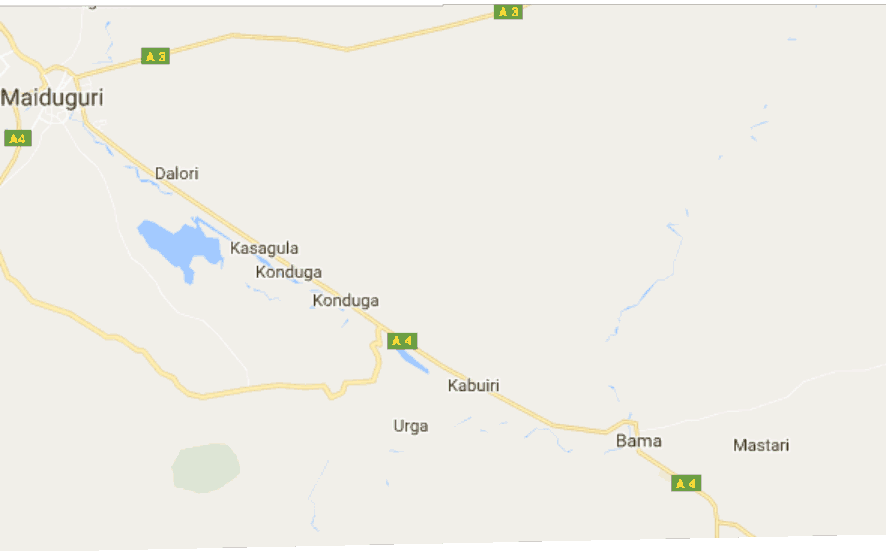 A 3
A 3
Maiduguri
A4
Dalori
Kasagula
Konduga
Konduga
A 4
Kabuiri
Urga
Bama
Mastari
A 4